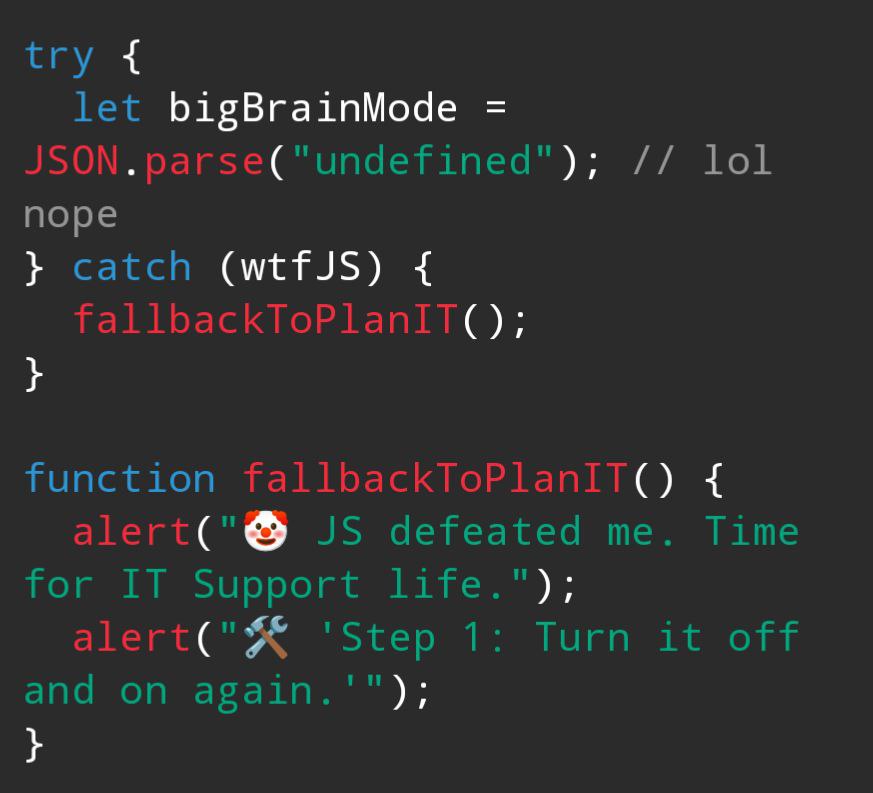 try {
  let bigBrainMode =
JSON.parse("undefined"); // lol
nope
} catch (wtfJS) {
  fallbackToPlanIT();
}

function fallbackToPlanIT() {
  alert("🤡 JS defeated me. Time
for IT Support life.");
  alert("🛠️ 'Step 1: Turn it off
and on again.'");
}